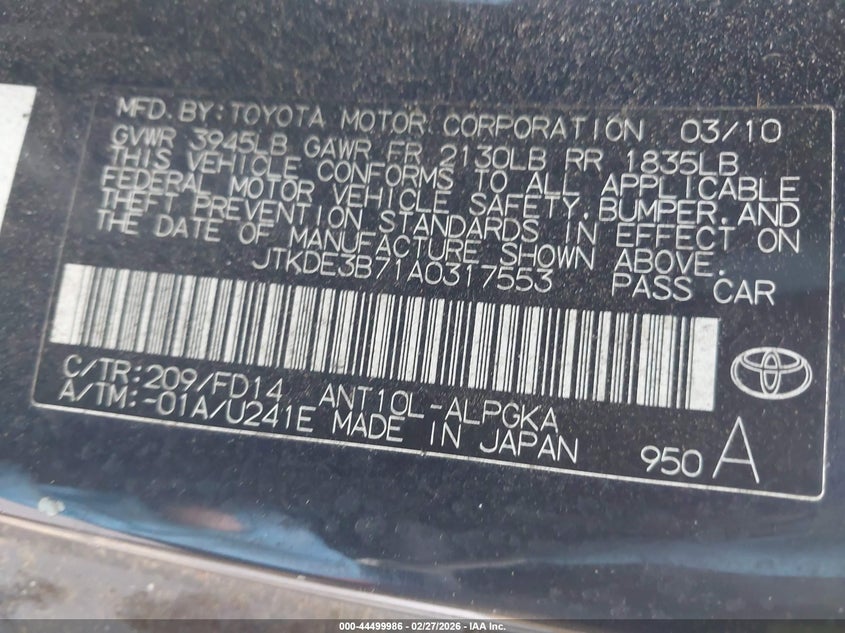 MFD.BY:TOYOTA MOTOR CORPORATION 03/10
GVWR 3945LB GAWR FR 2130LB RR 1835LB
THIS VEHICLE CONFORMS TO ALL APPLICABLE
FEDERAL MOTOR VEHICLE SAFETY,BUMPER,AND
THEFT PREVENTION STANDARDS IN EFFECT ON
THE DATE OF MANUFACTURE SHOWN ABOVE.
JTKDE3B71A0317553 PASS CAR
C/TR:209/FD14 ANT10L-ALPGKA
A/TM:-01A/U241E MADE IN JAPAN
950 A
000-44499986 - 02/27/2026 - IAA Inc.